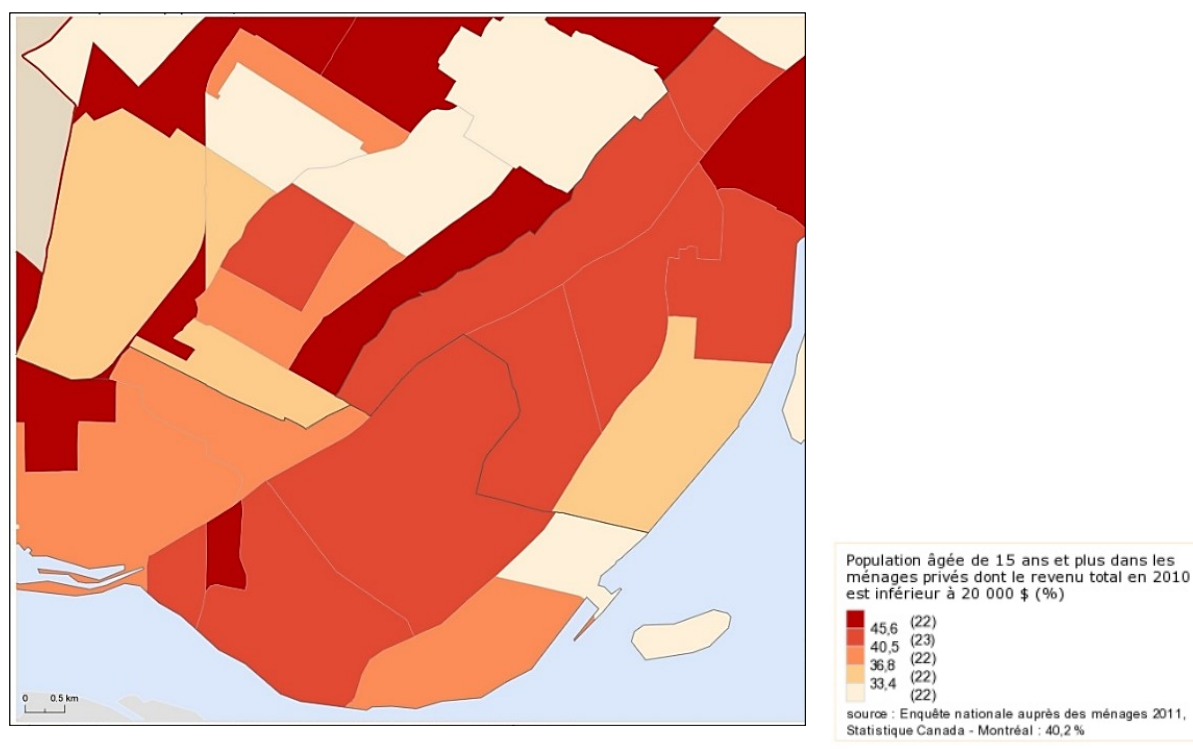 Population âgée de 15 ans et plus dans les
ménages privés dont le revenu total en 2010
est inférieur à 20 000 $ (%)
(22)
45,6
(23)
40,5
(22)
36,8
(22)
33,4
(22)
source : Enquête nationale auprès des ménages 2011,
Statistique Canada - Montréal : 40,2 %
0 0.5 km